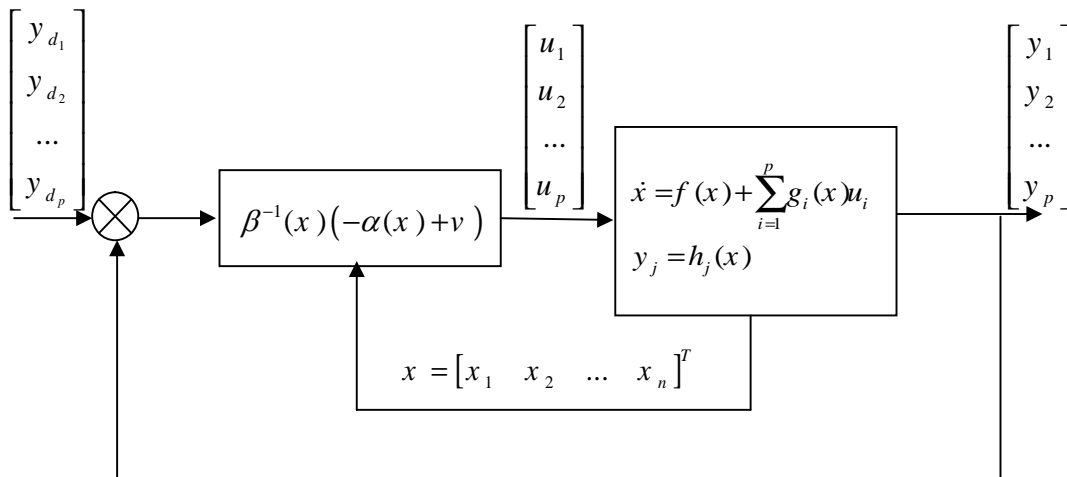 y_{d_1}
y_{d_2}
...
y_{d_p}
β^{-1}(x)(-α(x)+v)
u_1
u_2
...
u_p
ẋ=f(x)+∑_{i=1}^{p}g_i(x)u_i
y_j=h_j(x)
y_1
y_2
...
y_p
x=[x_1 x_2 ... x_n]^T